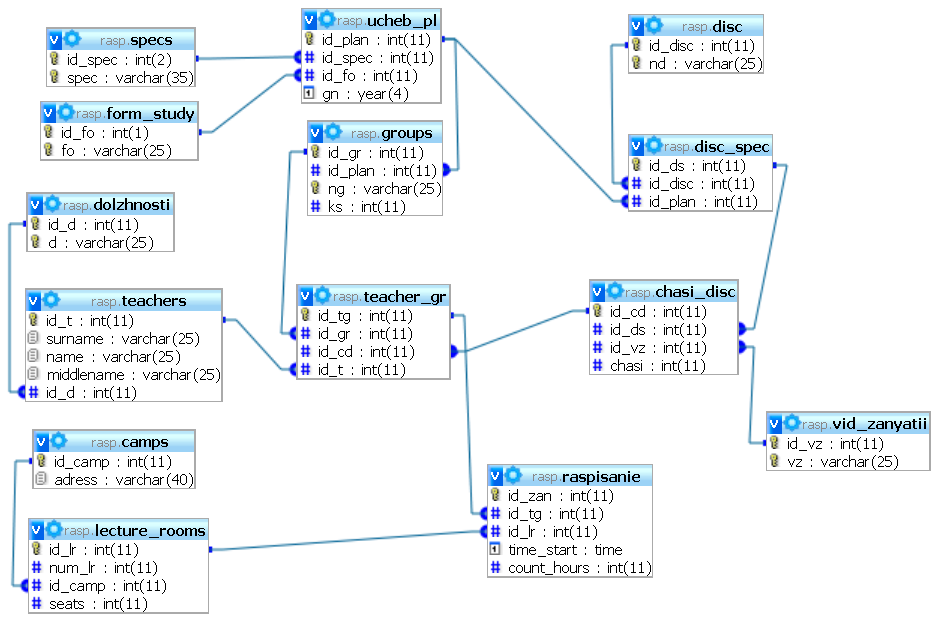 rasp.specs
id_spec : int(2)
spec : varchar(35)
rasp.form_study
id_fo : int(1)
fo : varchar(25)
rasp.ucheb_pl
id_plan : int(11)
id_spec : int(11)
id_fo : int(11)
gn : year(4)
rasp.groups
id_gr : int(11)
id_plan : int(11)
ng : varchar(25)
ks : int(11)
rasp.disc
id_disc : int(11)
nd : varchar(25)
rasp.disc_spec
id_ds : int(11)
id_disc : int(11)
id_plan : int(11)
rasp.dolzhnosti
id_d : int(11)
d : varchar(25)
rasp.teachers
id_t : int(11)
surname : varchar(25)
name : varchar(25)
middlename : varchar(25)
id_d : int(11)
rasp.teacher_gr
id_tg : int(11)
id_gr : int(11)
id_cd : int(11)
id_t : int(11)
rasp.chasi_disc
id_cd : int(11)
id_ds : int(11)
id_vz : int(11)
chasi : int(11)
rasp.vid_zanyatii
id_vz : int(11)
vz : varchar(25)
rasp.camps
id_camp : int(11)
adress : varchar(40)
rasp.lecture_rooms
id_lr : int(11)
num_lr : int(11)
id_camp : int(11)
seats : int(11)
rasp.raspisanie
id_zan : int(11)
id_tg : int(11)
id_lr : int(11)
time_start : time
count_hours : int(11)